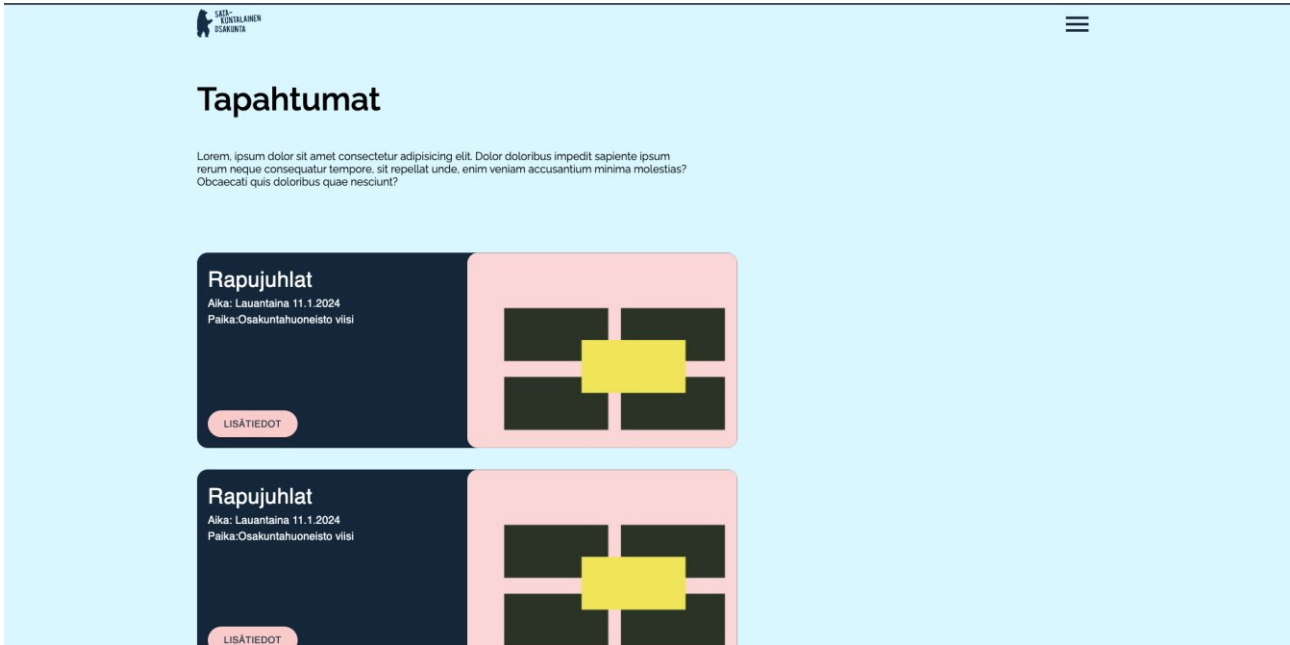 SATA-
KUNTALAINEN
OSAKUNTA
Tapahtumat
Lorem, ipsum dolor sit amet consectetur adipisicing elit. Dolor doloribus impedit sapiente ipsum
rerum neque consequatur tempore, sit repellat unde, enim veniam accusantium minima molestias?
Obcaecati quis doloribus quae nesciunt?
Rapujuhlat
Aika: Lauantaina 11.1.2024
Paika:Osakuntahuoneisto viisi
LISÄTIEDOT
Rapujuhlat
Aika: Lauantaina 11.1.2024
Paika:Osakuntahuoneisto viisi
LISÄTIEDOT